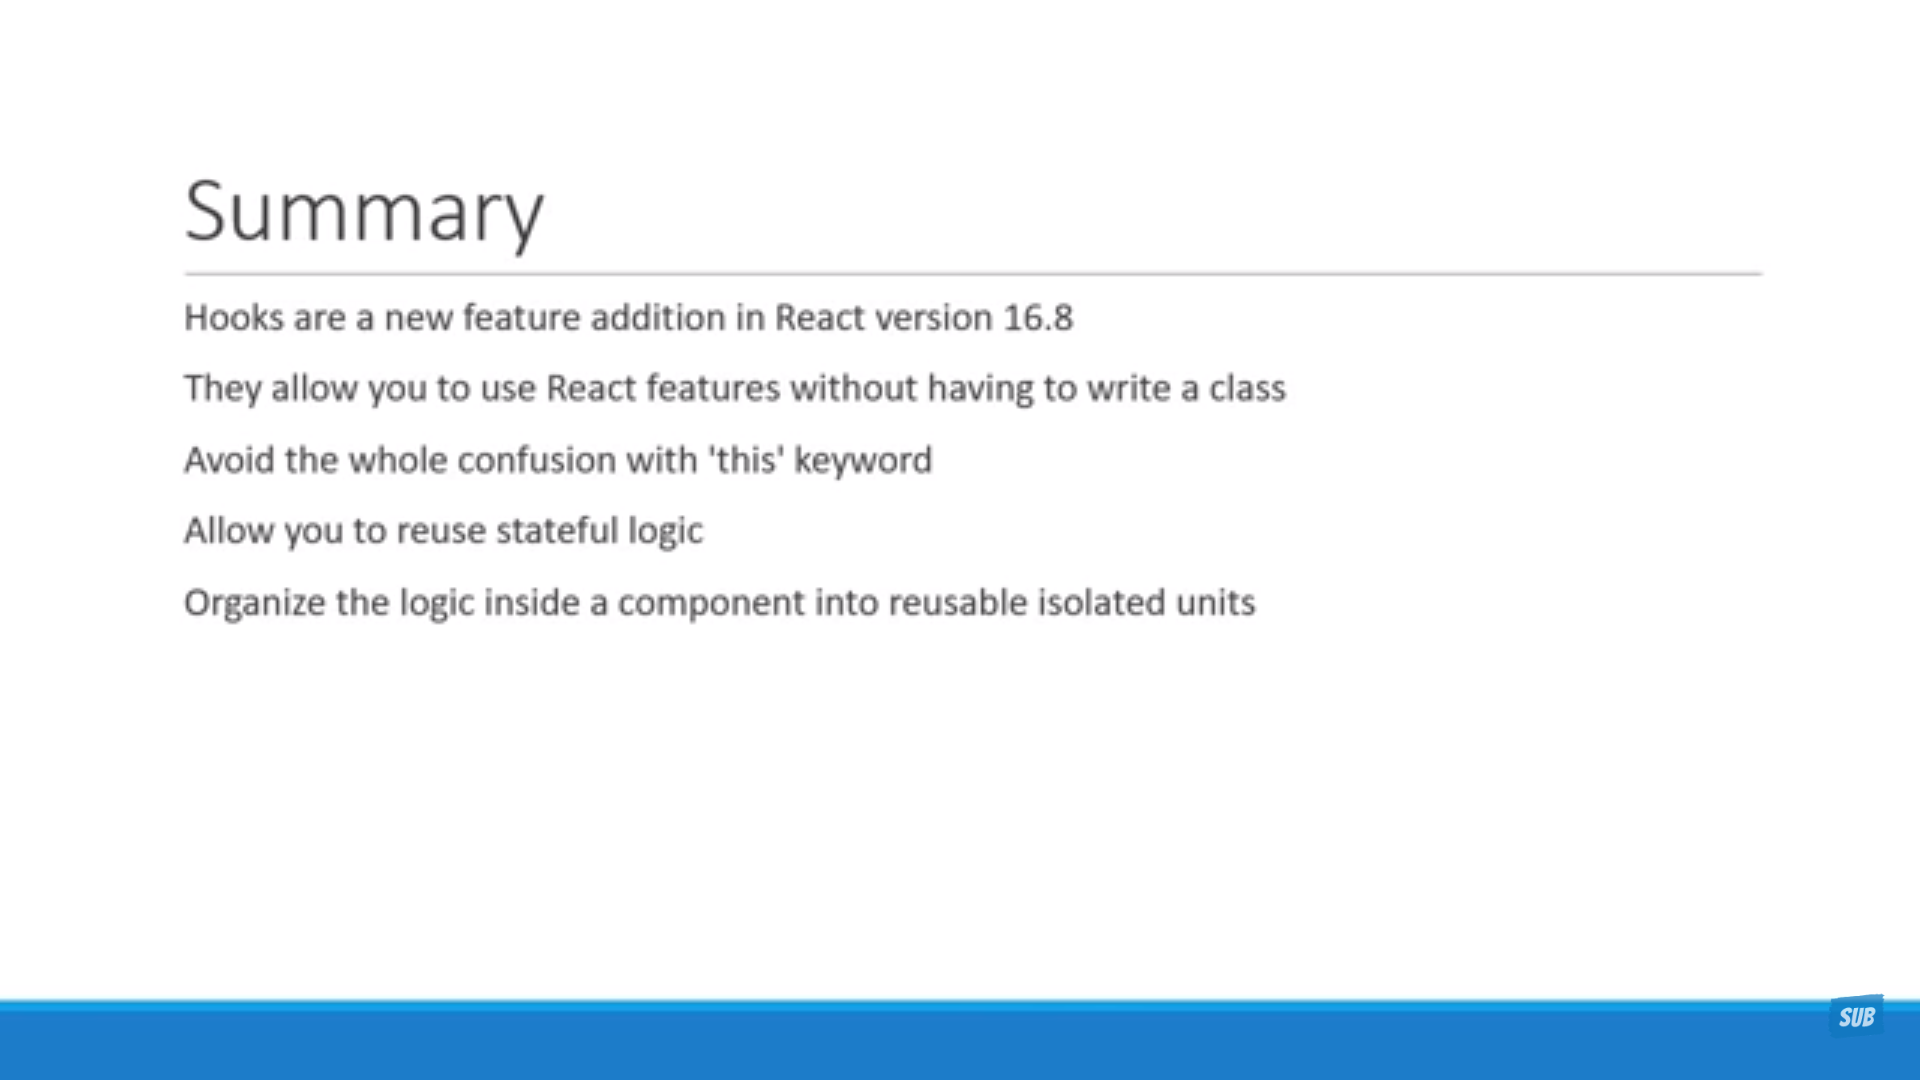 Summary
Hooks are a new feature addition in React version 16.8
They allow you to use React features without having to write a class
Avoid the whole confusion with 'this' keyword
Allow you to reuse stateful logic
Organize the logic inside a component into reusable isolated units
SUB